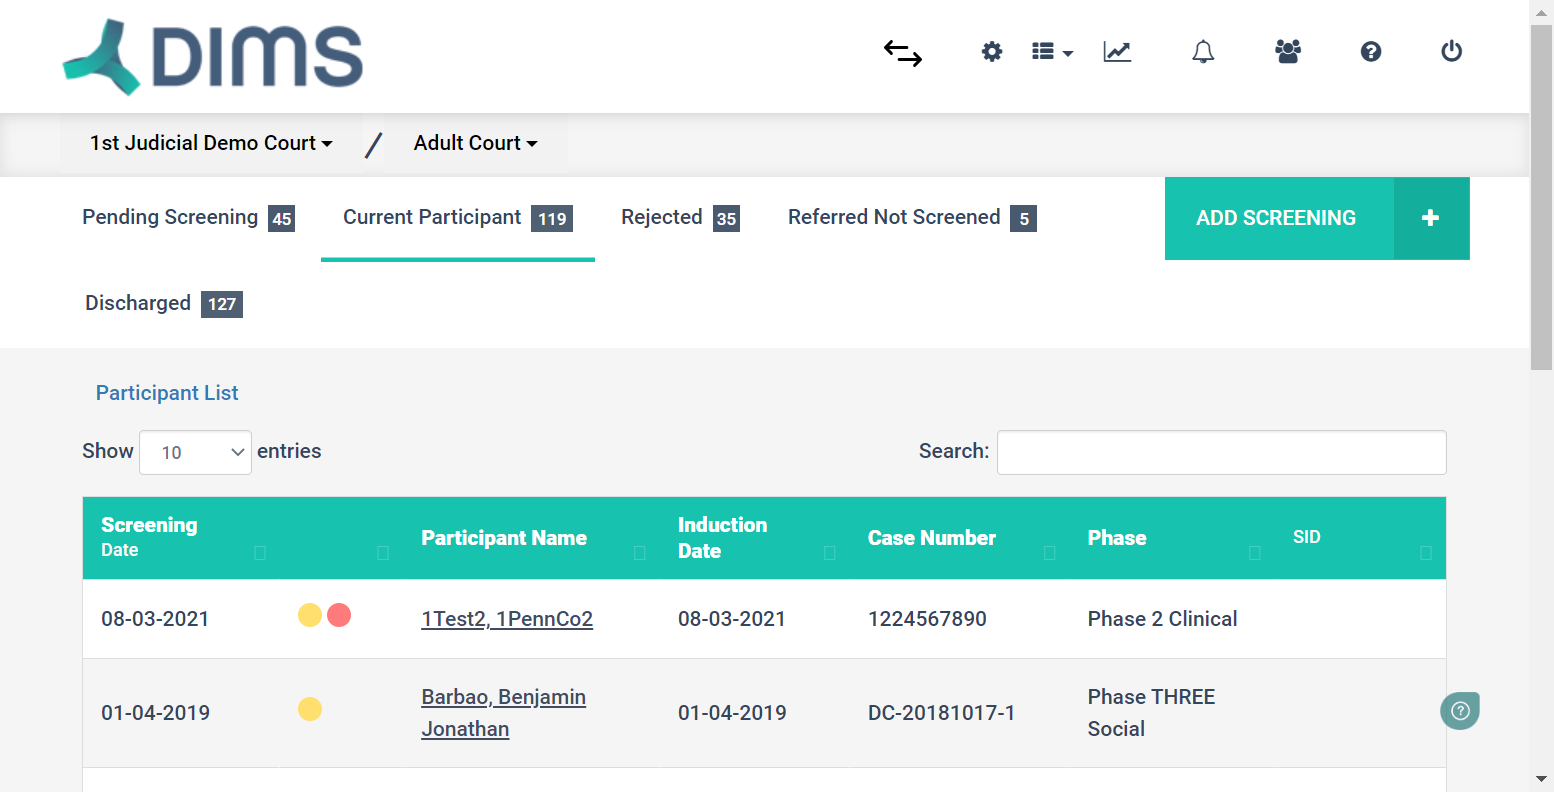 DIMS
1st Judicial Demo Court / Adult Court
Pending Screening 45 Current Participant 119 Rejected 35 Referred Not Screened 5 ADD SCREENING +
Discharged 127
Participant List
Show 10 entries Search:
Screening Date Participant Name Induction Date Case Number Phase SID
08-03-2021 1Test2, 1PennCo2 08-03-2021 1224567890 Phase 2 Clinical
01-04-2019 Barbao, Benjamin Jonathan 01-04-2019 DC-20181017-1 Phase THREE Social